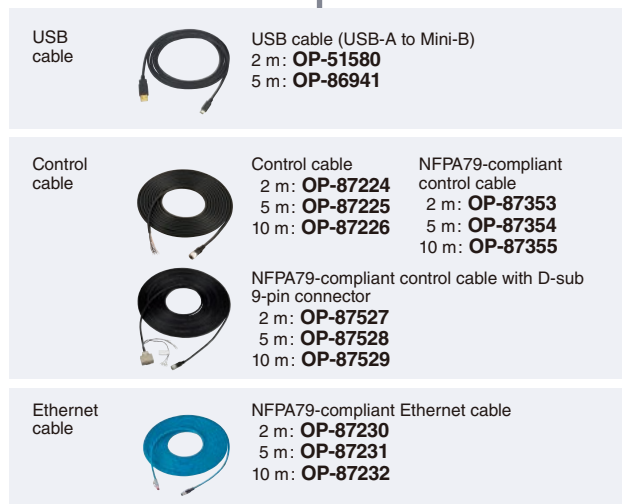 USB
cable
USB cable (USB-A to Mini-B)
2 m: OP-51580
5 m: OP-86941
Control
cable
Control cable
2 m: OP-87224
5 m: OP-87225
10 m: OP-87226
NFPA79-compliant
control cable
2 m: OP-87353
5 m: OP-87354
10 m: OP-87355
NFPA79-compliant control cable with D-sub
9-pin connector
2 m: OP-87527
5 m: OP-87528
10 m: OP-87529
Ethernet
cable
NFPA79-compliant Ethernet cable
2 m: OP-87230
5 m: OP-87231
10 m: OP-87232